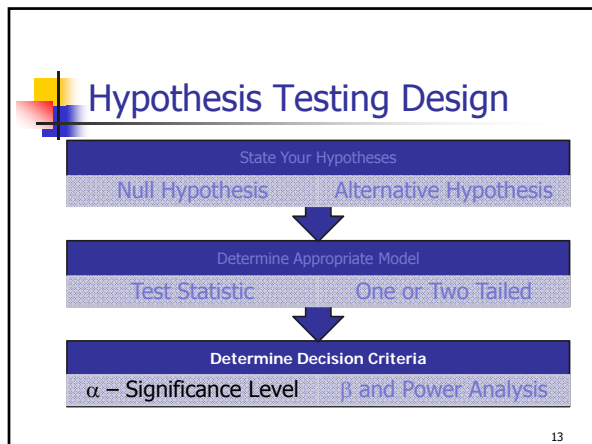 Hypothesis Testing Design
State Your Hypotheses
Null Hypothesis Alternative Hypothesis
Determine Appropriate Model
Test Statistic One or Two Tailed
Determine Decision Criteria
α – Significance Level β and Power Analysis
13